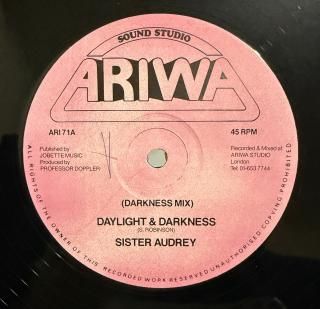 SOUND STUDIO
ARIWA
ARI 71A
45 RPM
Published by
JOBETTE MUSIC
Produced by
PROFESSOR DOPPLER
Recorded & Mixed at
ARIWA STUDIO
London
Tel: 01-653 7744
(DARKNESS MIX)
DAYLIGHT & DARKNESS
(S. ROBINSON)
SISTER AUDREY
ALL RIGHTS OF THE OWNER OF THIS RECORDED WORK RESERVED UNAUTHORISED COPYING PROHIBITED